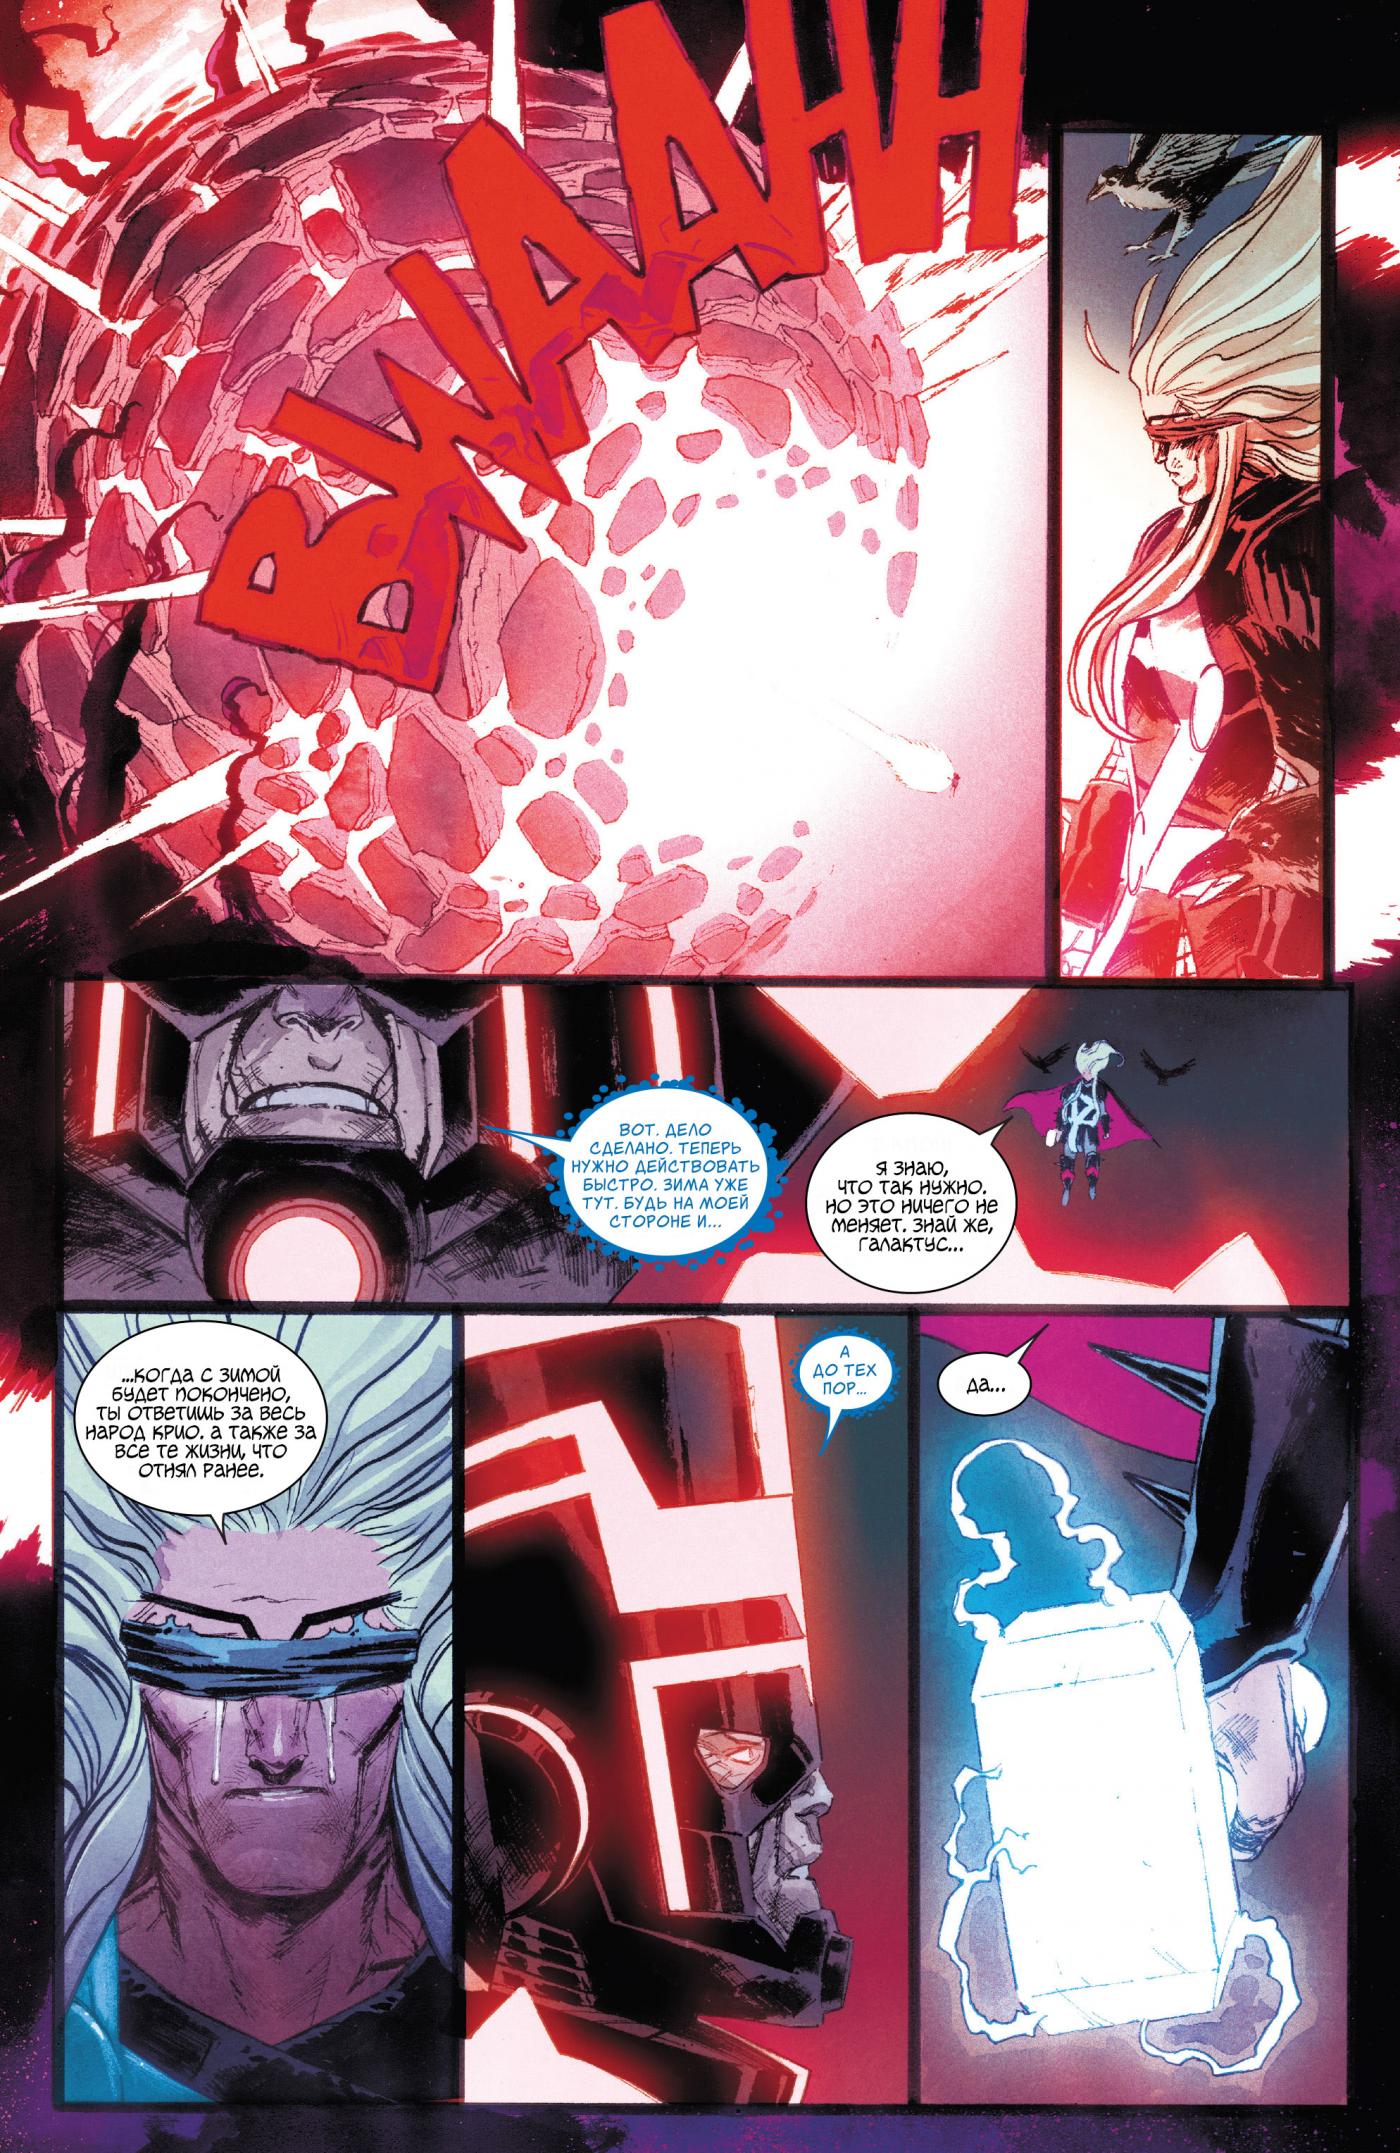 BWAAAHH
ВОТ. ДЕЛО
СДЕЛАНО. ТЕПЕРЬ
НУЖНО ДЕЙСТВОВАТЬ
БЫСТРО. ЗИМА УЖЕ
ТУТ. БУДЬ НА МОЕЙ
СТОРОНЕ И...
Я ЗНАЮ,
ЧТО ТАК НУЖНО.
НО ЭТО НИЧЕГО НЕ
МЕНЯЕТ. ЗНАЙ ЖЕ,
ГАЛАКТУС...
...КОГДА С ЗИМОЙ
БУДЕТ ПОКОНЧЕНО,
ТЫ ОТВЕТИШЬ ЗА ВЕСЬ
НАРОД КРИО. А ТАКЖЕ ЗА
ВСЕ ТЕ ЖИЗНИ, ЧТО
ОТНЯЛ РАНЕЕ.
А
ДО ТЕХ
ПОР...
ДА...